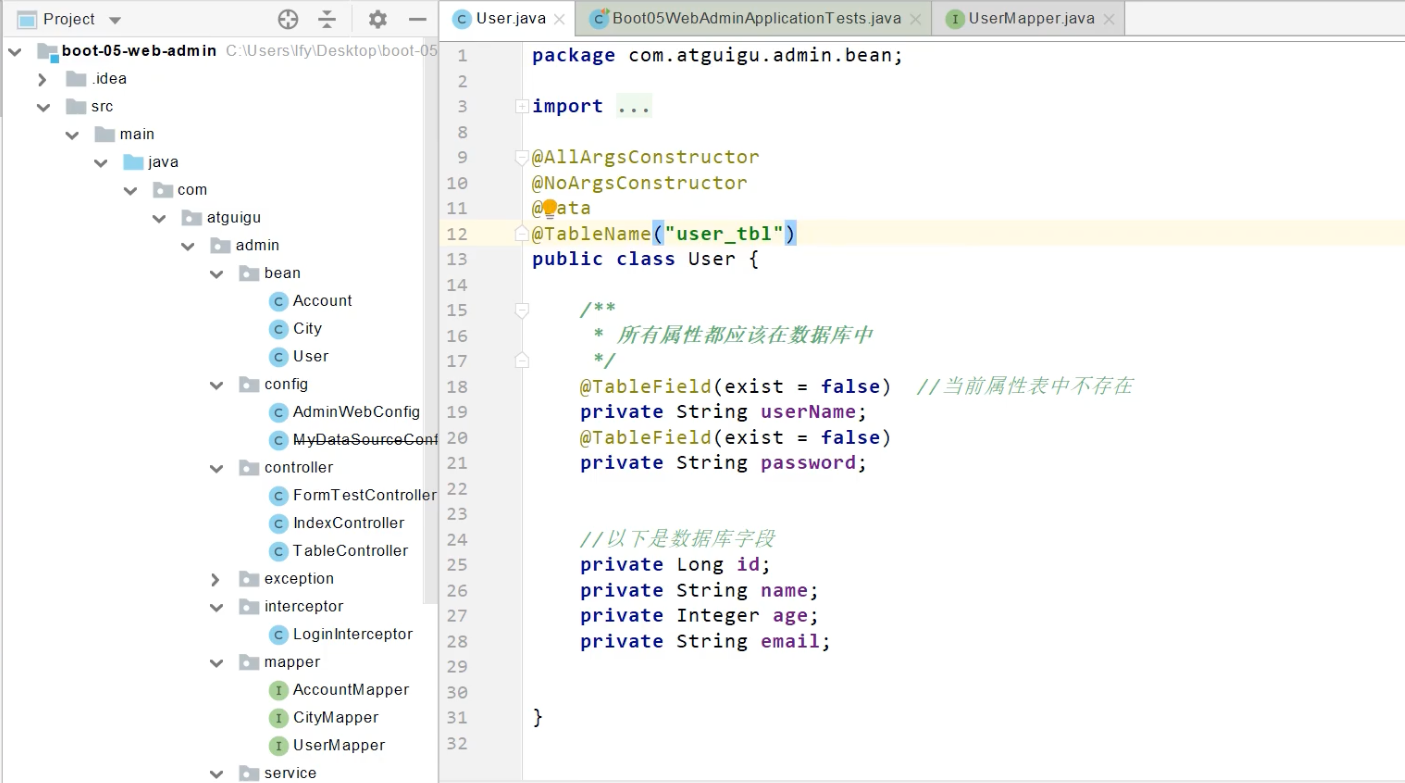 Project
boot-05-web-admin C:\Users\lfy\Desktop\boot-05
.idea
src
main
java
com
atguigu
admin
bean
Account
City
User
config
AdminWebConfig
MyDataSourceConf
controller
FormTestController
IndexController
TableController
exception
interceptor
LoginInterceptor
mapper
AccountMapper
CityMapper
UserMapper
service
User.java
Boot05WebAdminApplicationTests.java
UserMapper.java
1 package com.atguigu.admin.bean;
2
3 import ...
8
9 @AllArgsConstructor
10 @NoArgsConstructor
11 @Data
12 @TableName("user_tbl")
13 public class User {
14
15 /**
16 * 所有属性都应该在数据库中
17 */
18 @TableField(exist = false) //当前属性表中不存在
19 private String userName;
20 @TableField(exist = false)
21 private String password;
22
23
24 //以下是数据库字段
25 private Long id;
26 private String name;
27 private Integer age;
28 private String email;
29
30
31 }
32